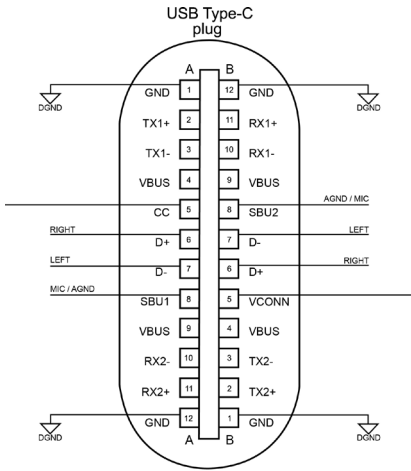 USB Type-C
plug
A B
GND 1 12 GND
DGND DGND
TX1+ 2 11 RX1+
TX1- 3 10 RX1-
VBUS 4 9 VBUS
CC 5 8 SBU2 AGND / MIC
RIGHT D+ 6 7 D- LEFT
LEFT D- 7 6 D+ RIGHT
MIC / AGND SBU1 8 5 VCONN
VBUS 9 4 VBUS
RX2- 10 3 TX2-
RX2+ 11 2 TX2+
GND 12 1 GND
DGND A B DGND